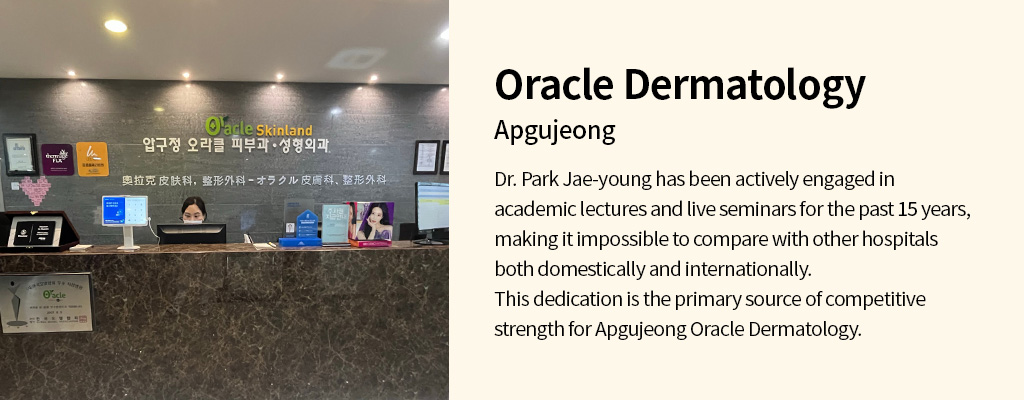 Oracle Skinland
압구정 오라클 피부과·성형외과
奧拉克 皮肤科, 整形外科-オラクル 皮膚科, 整形外科
Thermage
FLX
Oracle
Oracle Dermatology
Apgujeong
Dr. Park Jae-young has been actively engaged in
academic lectures and live seminars for the past 15 years,
making it impossible to compare with other hospitals
both domestically and internationally.
This dedication is the primary source of competitive
strength for Apgujeong Oracle Dermatology.